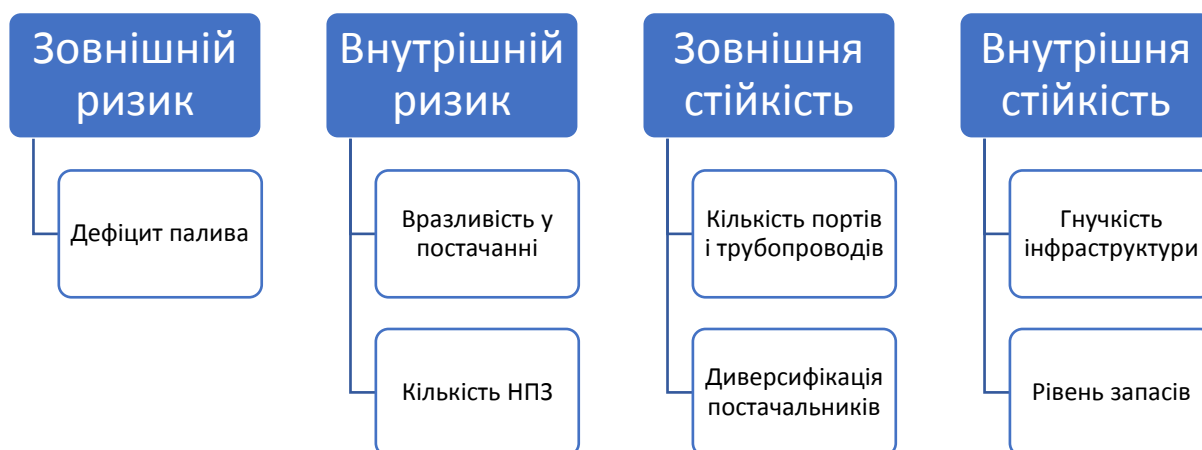 Зовнішній
ризик
Дефіцит палива
Внутрішній
ризик
Вразливість у
постачанні
Кількість НПЗ
Зовнішня
стійкість
Кількість портів
і трубопроводів
Диверсифікація
постачальників
Внутрішня
стійкість
Гнучкість
інфраструктури
Рівень запасів